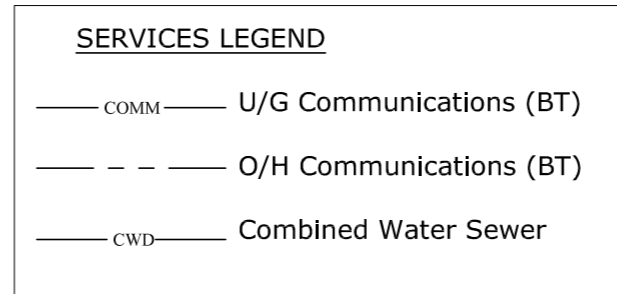 SERVICES LEGEND
COMM U/G Communications (BT)
O/H Communications (BT)
CWD Combined Water Sewer